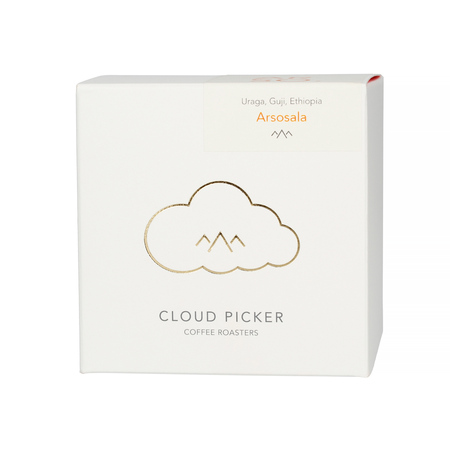 Uraga, Guji, Ethiopia
Arsosala
CLOUD PICKER
COFFEE ROASTERS